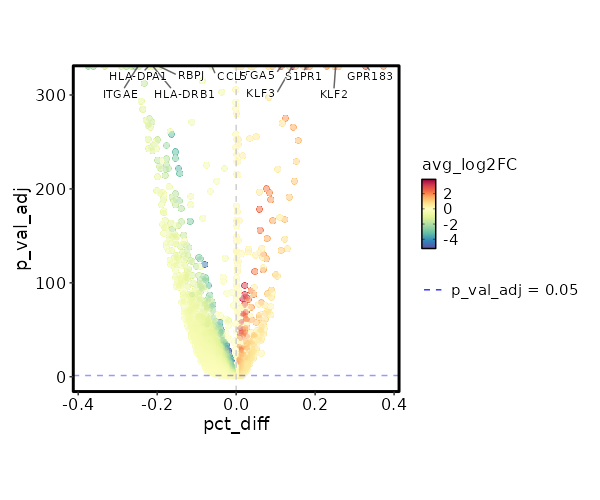 HLA-DPA1 RBPJ CCL5 ITGA5 S1PR1 GPR183
ITGAE HLA-DRB1 KLF3 KLF2
p_val_adj
300
200
100
0
-0.4 -0.2 0.0 0.2 0.4
pct_diff
avg_log2FC
2
0
-2
-4
p_val_adj = 0.05